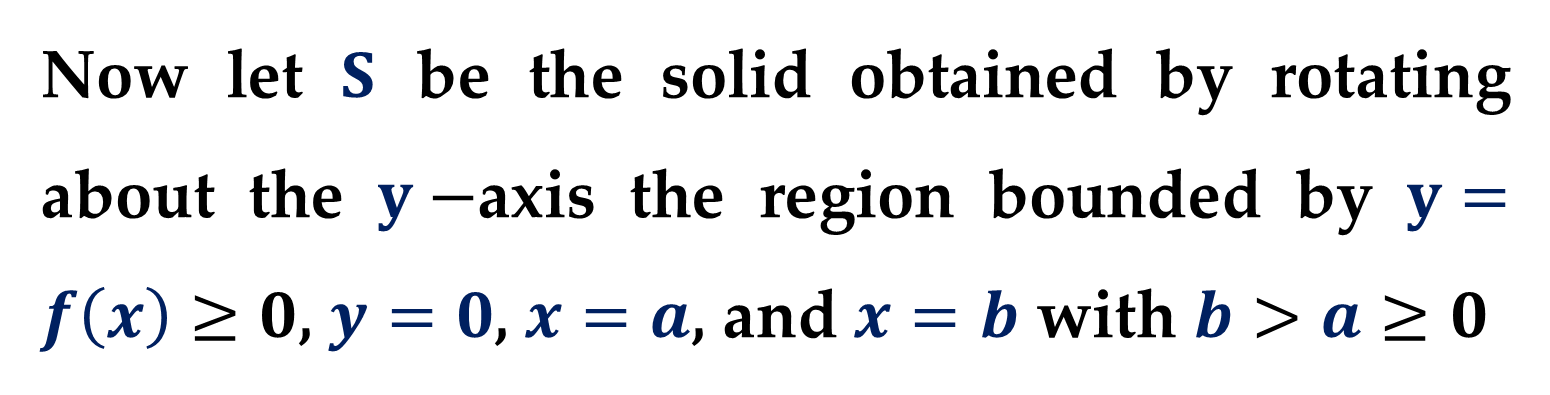 Now let S be the solid obtained by rotating
about the y −axis the region bounded by y =
f(x) ≥ 0, y = 0, x = a, and x = b with b > a ≥ 0